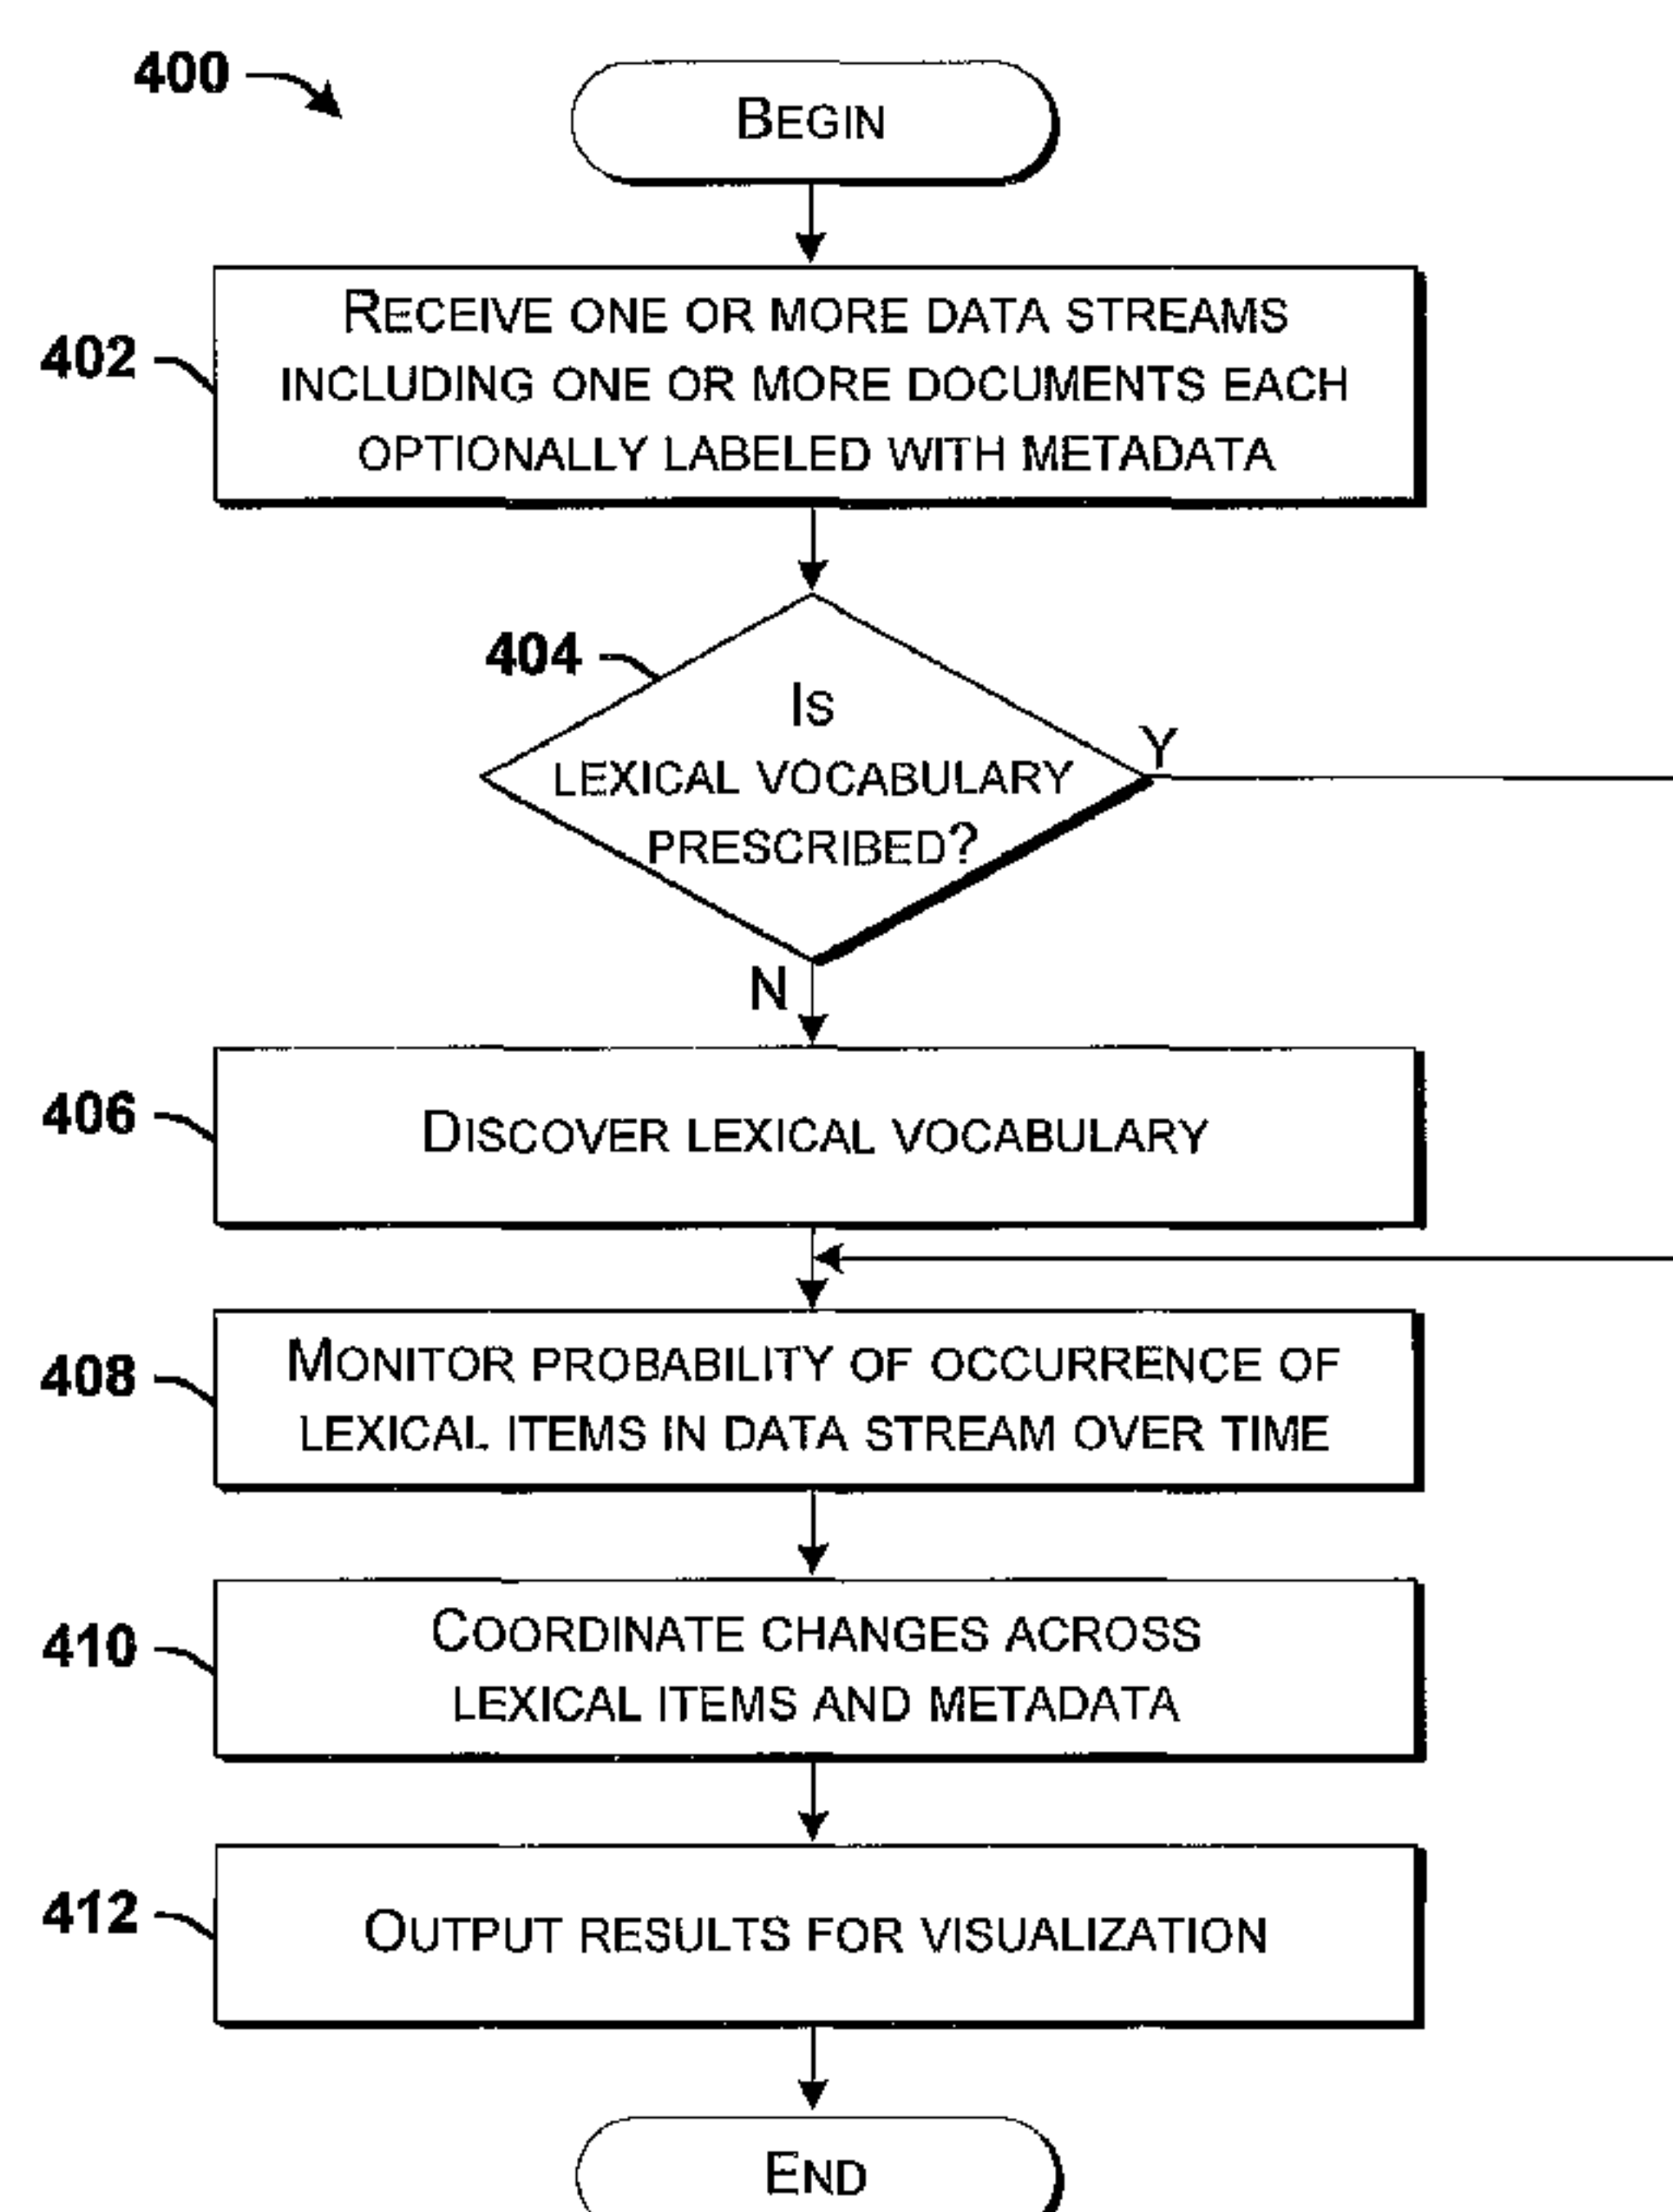 400
BEGIN
402
RECEIVE ONE OR MORE DATA STREAMS
INCLUDING ONE OR MORE DOCUMENTS EACH
OPTIONALLY LABELED WITH METADATA
404
IS
LEXICAL VOCABULARY
PRESCRIBED?
Y
N
406
DISCOVER LEXICAL VOCABULARY
408
MONITOR PROBABILITY OF OCCURRENCE OF
LEXICAL ITEMS IN DATA STREAM OVER TIME
410
COORDINATE CHANGES ACROSS
LEXICAL ITEMS AND METADATA
412
OUTPUT RESULTS FOR VISUALIZATION
END